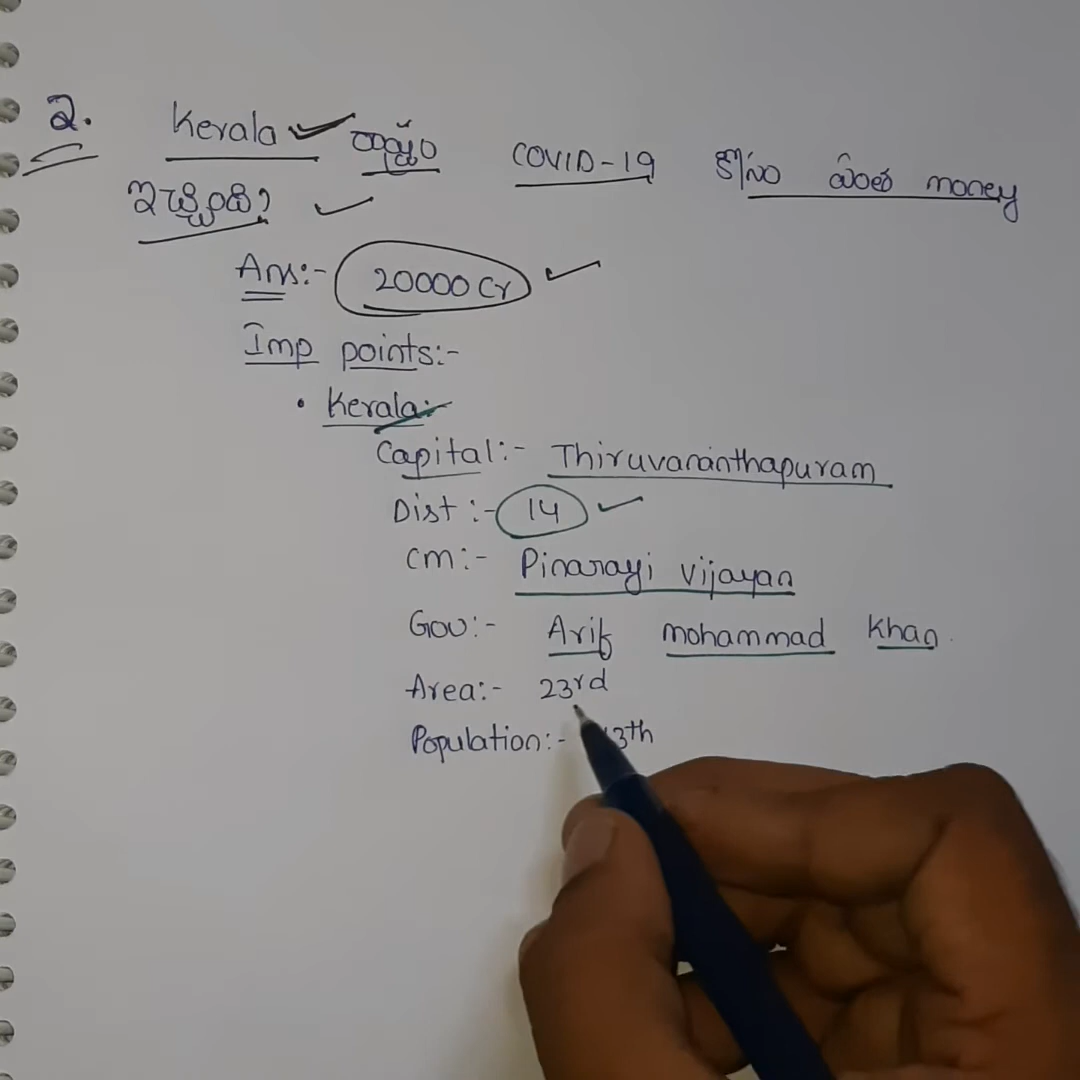 2. Kerala రాష్ట్రం COVID-19 కోసం ఎంత money
ఇచ్చింది?
Ans:- 20000 Cr
Imp points:-
• Kerala:-
Capital:- Thiruvananthapuram
Dist :- 14
CM:- Pinarayi Vijayan
Gov:- Arif mohammad Khan
Area:- 23rd
Population:- 13th